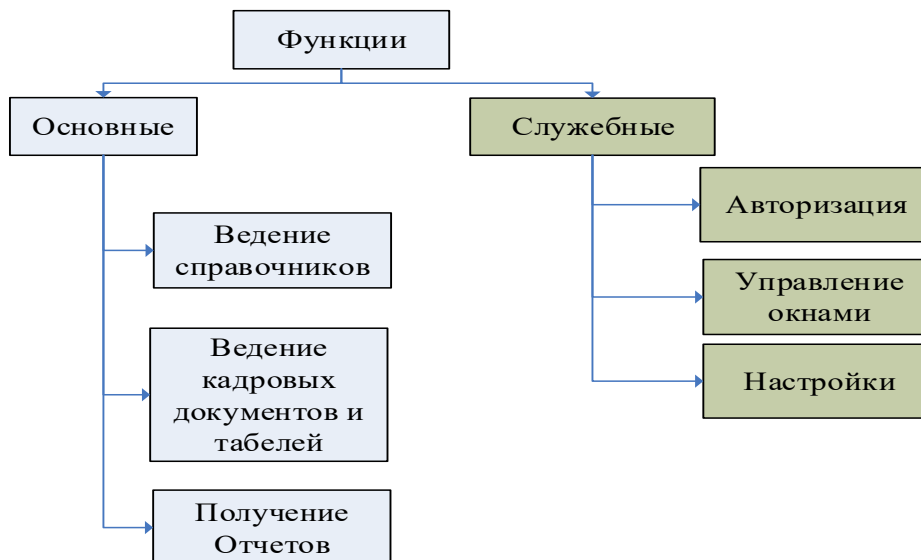 Функции
Основные
Служебные
Ведение
справочников
Ведение
кадровых
документов и
табелей
Получение
Отчетов
Авторизация
Управление
окнами
Настройки